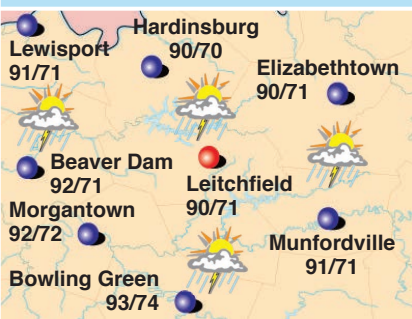 Hardinsburg
90/70
Lewisport
91/71
Elizabethtown
90/71
Beaver Dam
92/71
Leitchfield
90/71
Morgantown
92/72
Munfordville
91/71
Bowling Green
93/74